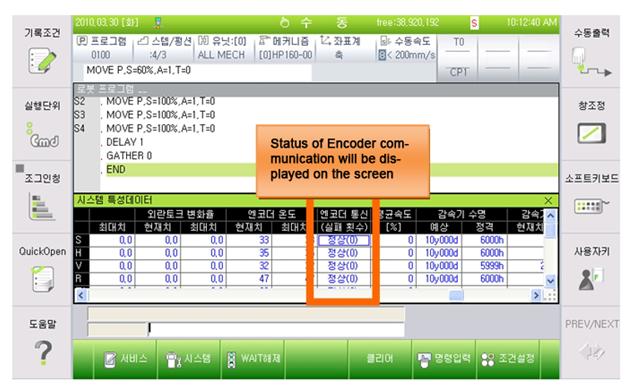 기록조건
실행단위
Cmd
조그인칭
QuickOpen
도움말
2010,03,30 [화] 수 동 free:38,920,192 S 10:12:40 AM
프로그램 스텝/펑션 유닛:[0] 메커니즘 좌표계 수동속도 T0
0100 :4/3 ALL MECH [0]HP160-00 축 < 200mm/s
MOVE P,S=60%,A=1,T=0 CPT
로봇 프로그램
S2 , MOVE P,S=100%,A=1,T=0
S3 , MOVE P,S=100%,A=1,T=0
S4 , MOVE P,S=100%,A=1,T=0
, DELAY 1
, GATHER 0
, END
Status of Encoder com-
munication will be dis-
played on the screen
시스템 특성데이터
외란토크 변화율 엔코더 온도 엔코더 통신 평균속도 감속기 수명
최대치 현재치 최대치 현재치 최대치 (실패 횟수) [%] 예상 정격 현재치
S 0,0 0,0 0,0 33 정상(0) 0 10y000d 6000h
H 0,0 0,0 0,0 35 정상(0) 0 10y000d 6000h
V 0,0 0,0 0,0 32 정상(0) 0 10y000d 5999h
R 0,0 0,0 0,0 47 정상(0) 0 10y000d 6000h
서비스 시스템 WAIT해제 클리어 명령입력 조건설정
수동출력
창조정
소프트키보드
사용자키
PREV/NEXT